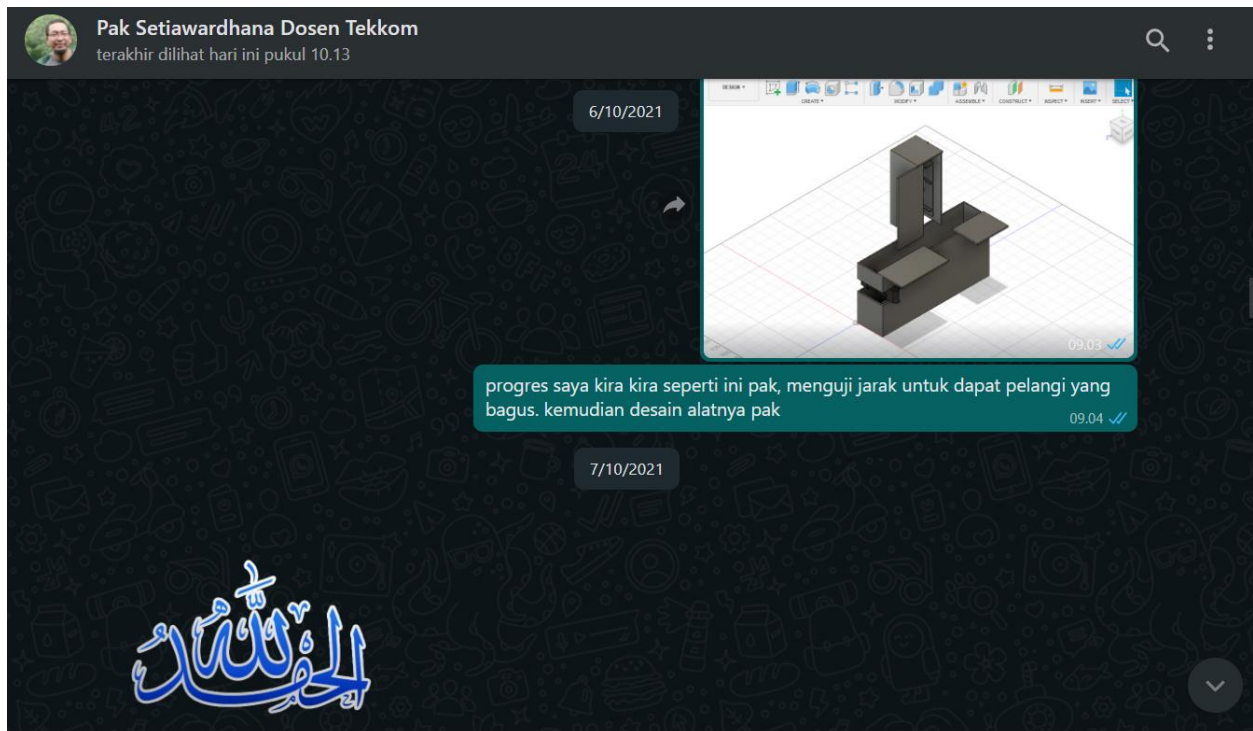 Pak Setiawardhana Dosen Tekkom
terakhir dilihat hari ini pukul 10.13
6/10/2021
DESIGN
CREATE MODIFY ASSEMBLE CONSTRUCT INSPECT INSERT SELECT
09.03
progres saya kira kira seperti ini pak, menguji jarak untuk dapat pelangi yang
bagus. kemudian desain alatnya pak
09.04
7/10/2021
الحمد لله